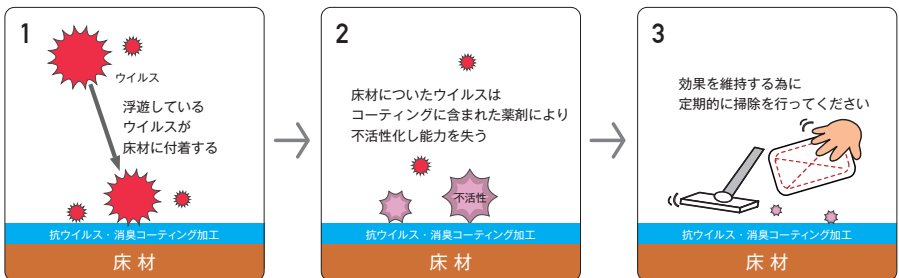 1
ウイルス
浮遊している
ウイルスが
床材に付着する
抗ウイルス・消臭コーティング加工
床材
2
床材についたウイルスは
コーティングに含まれた薬剤により
不活性化し能力を失う
不活性
抗ウイルス・消臭コーティング加工
床材
3
効果を維持する為に
定期的に掃除を行ってください
抗ウイルス・消臭コーティング加工
床材